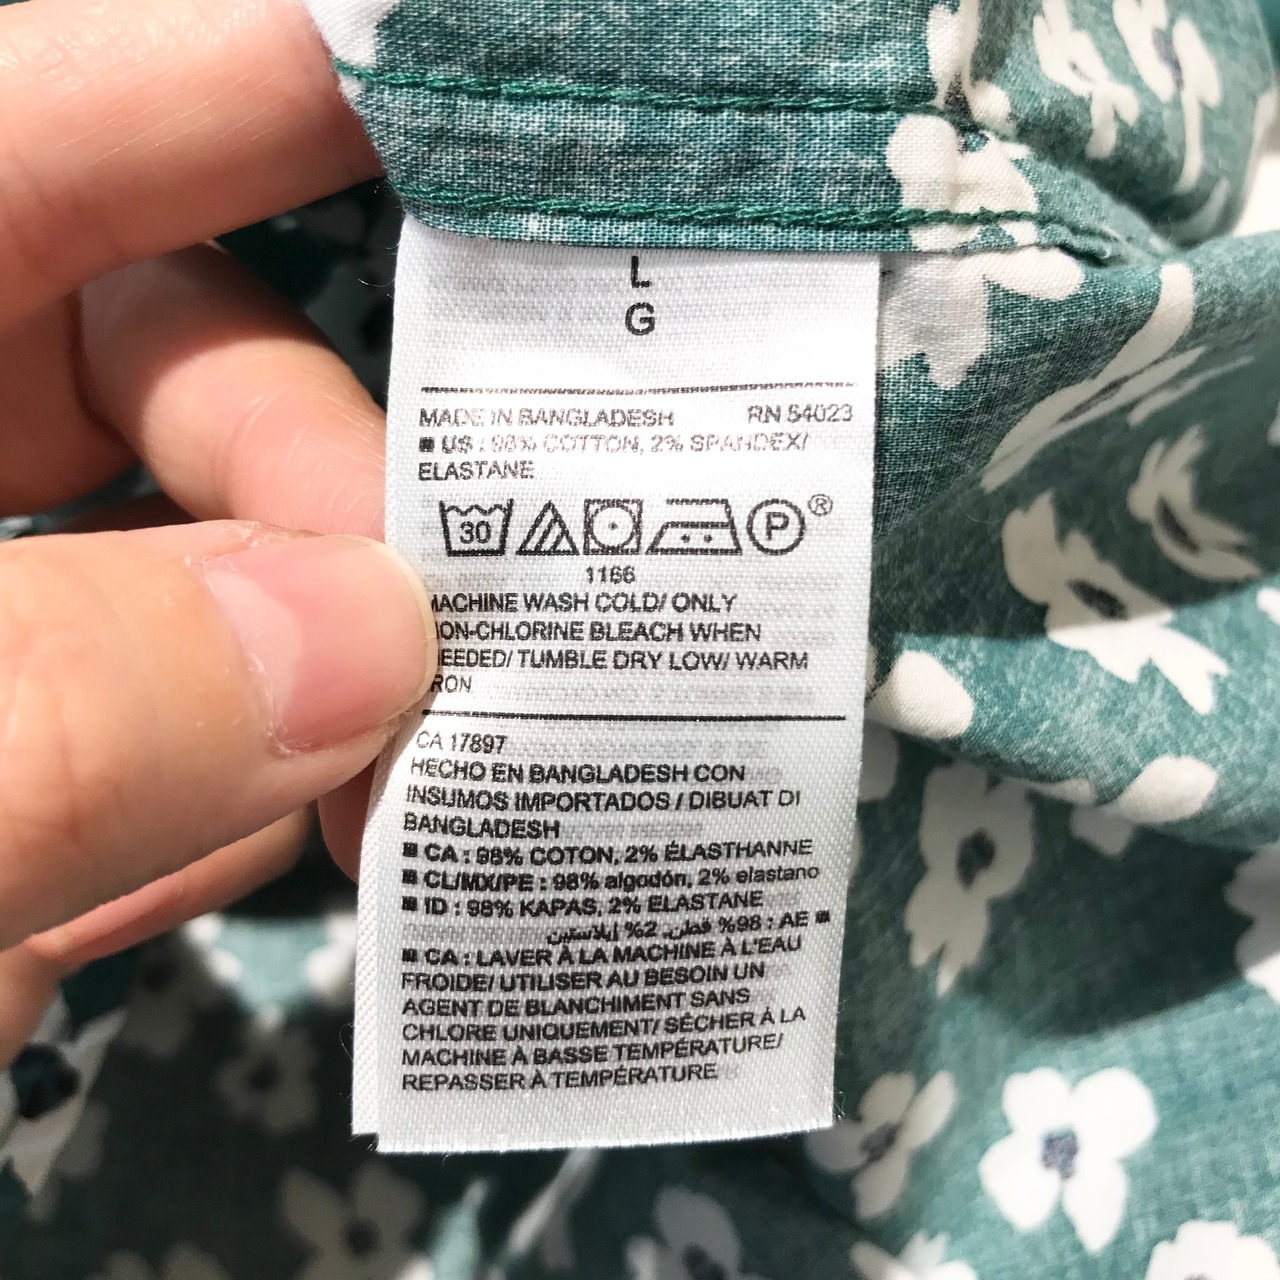 L
G
MADE IN BANGLADESH RN 54023
■ US : 98% COTTON, 2% SPANDEX/
ELASTANE
30 P ®
1166
MACHINE WASH COLD/ ONLY
NON-CHLORINE BLEACH WHEN
NEEDED/ TUMBLE DRY LOW/ WARM
IRON
CA 17897
HECHO EN BANGLADESH CON
INSUMOS IMPORTADOS / DIBUAT DI
BANGLADESH
■ CA : 98% COTON, 2% ÉLASTHANNE
■ CL/MX/PE : 98% algodón, 2% elastano
■ ID : 98% KAPAS, 2% ELASTANE
■ AE : 98% قطن, 2% إيلاستين
■ CA : LAVER À LA MACHINE À L'EAU
FROIDE/ UTILISER AU BESOIN UN
AGENT DE BLANCHIMENT SANS
CHLORE UNIQUEMENT/ SÉCHER À LA
MACHINE À BASSE TEMPÉRATURE/
REPASSER À TEMPÉRATURE